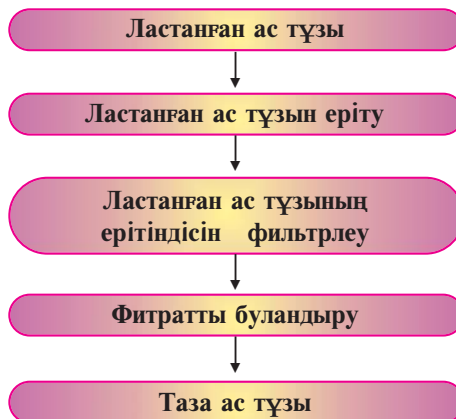 Ластанған ас тұзы
Ластанған ас тұзын еріту
Ластанған ас тұзының
ерітіндісін фильтрлеу
Фитратты буландыру
Таза ас тұзы